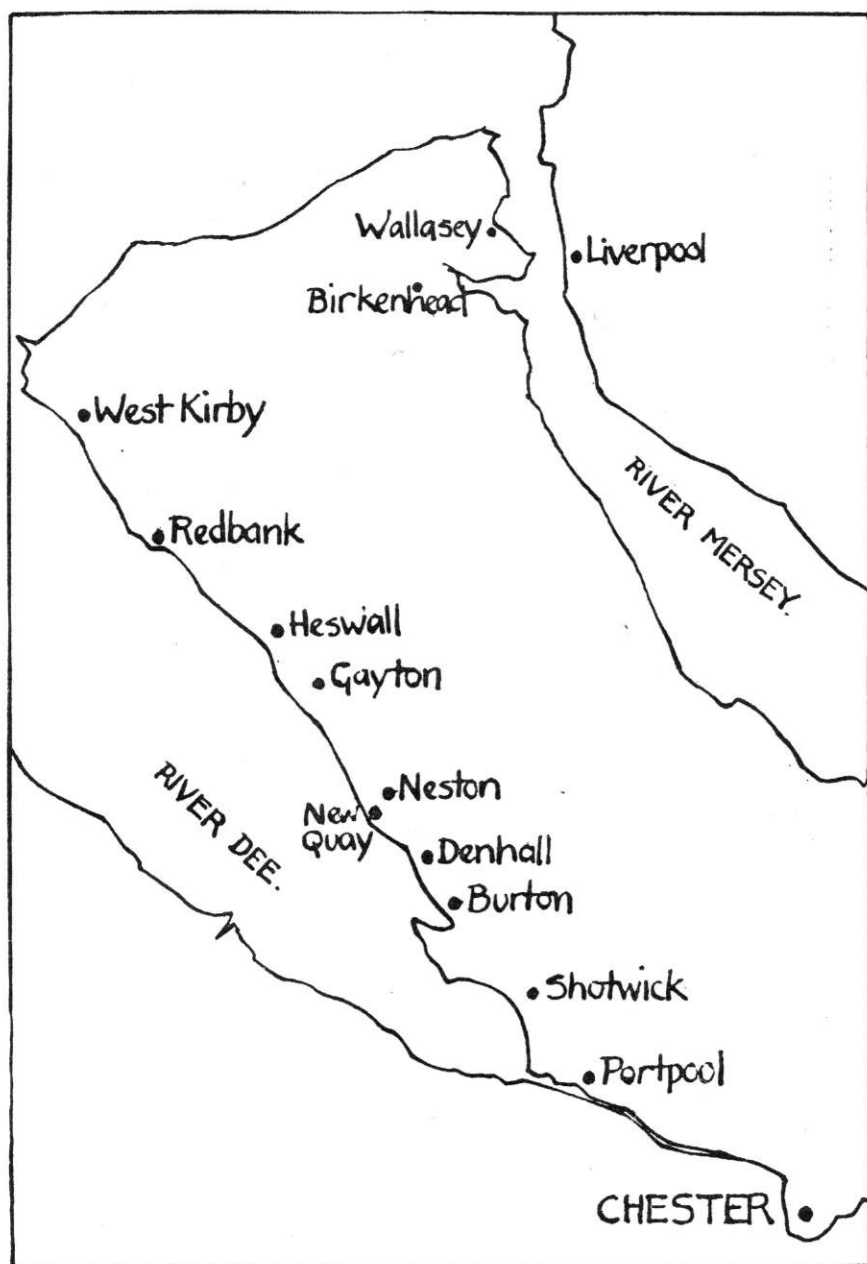 Wallasey
Liverpool
Birkenhead
West Kirby
RIVER MERSEY.
Redbank
Heswall
Gayton
RIVER DEE.
Neston
New
Quay
Denhall
Burton
Shotwick
Portpool
CHESTER